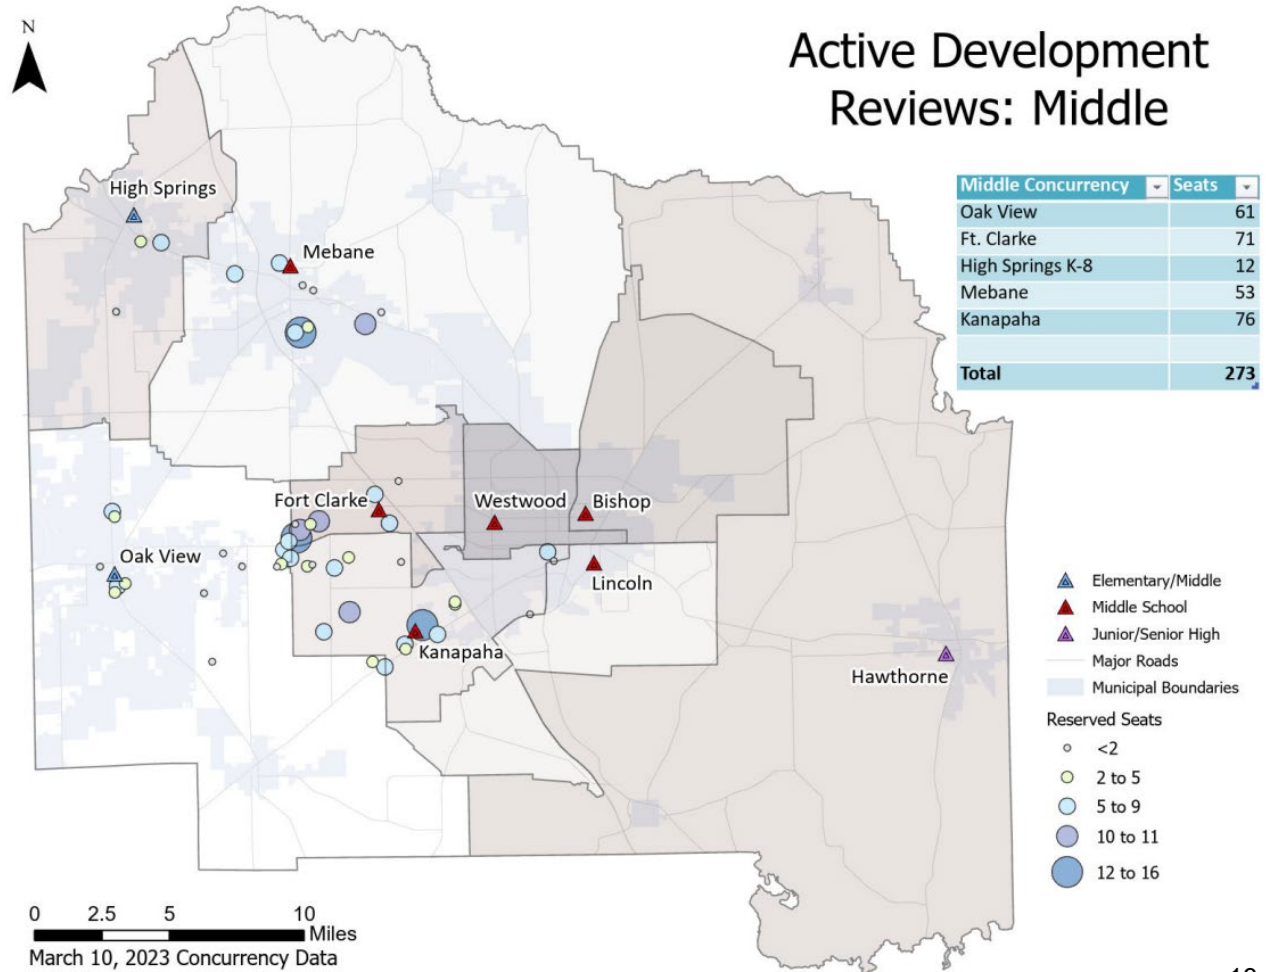 N
Active Development
Reviews: Middle
Middle Concurrency Seats
Oak View 61
Ft. Clarke 71
High Springs K-8 12
Mebane 53
Kanapaha 76
Total 273
High Springs
Mebane
Fort Clarke
Westwood
Bishop
Oak View
Lincoln
Kanapaha
Hawthorne
Elementary/Middle
Middle School
Junior/Senior High
Major Roads
Municipal Boundaries
Reserved Seats
<2
2 to 5
5 to 9
10 to 11
12 to 16
0 2.5 5 10
Miles
March 10, 2023 Concurrency Data